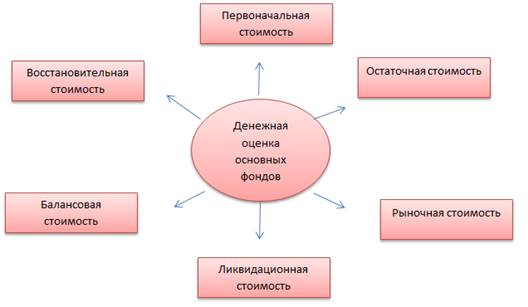 Первоначальная
стоимость
Восстановительная
стоимость
Остаточная стоимость
Денежная
оценка
основных
фондов
Балансовая
стоимость
Рыночная стоимость
Ликвидационная
стоимость